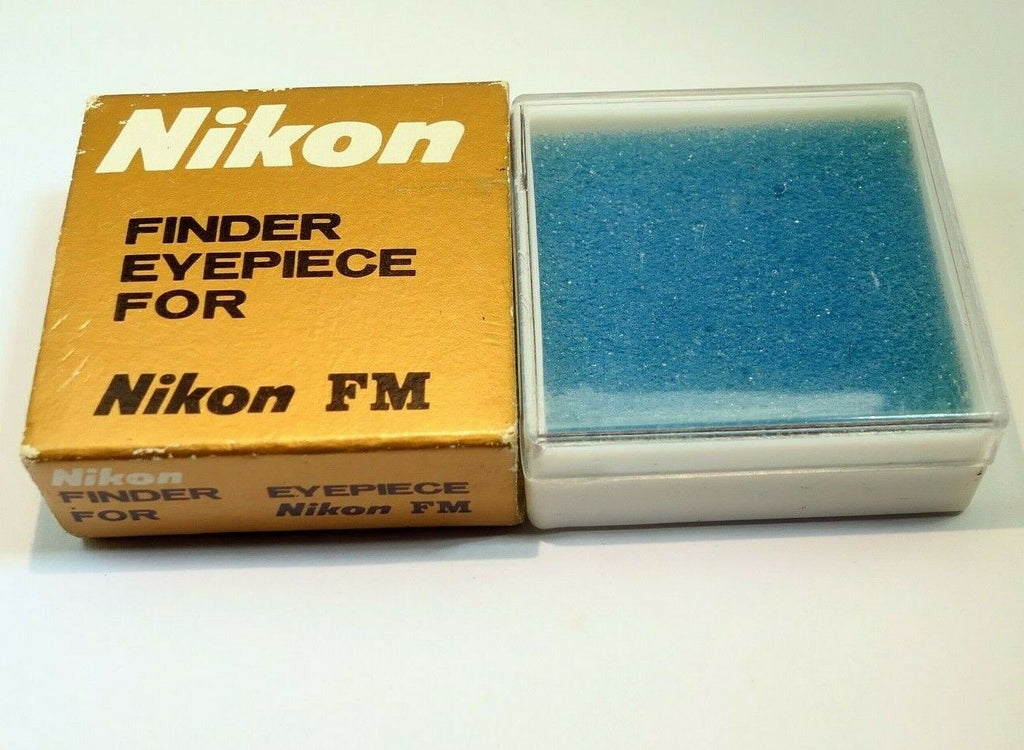 Nikon
FINDER
EYEPIECE
FOR
Nikon FM
Nikon
FINDER EYEPIECE
FOR Nikon FM